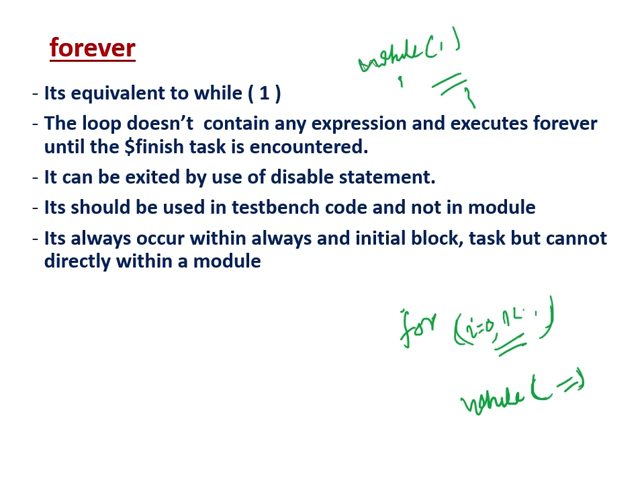 forever
while(1)
- Its equivalent to while ( 1 )
- The loop doesn't contain any expression and executes forever
until the $finish task is encountered.
- It can be exited by use of disable statement.
- Its should be used in testbench code and not in module
- Its always occur within always and initial block, task but cannot
directly within a module
for (i=0,
while(